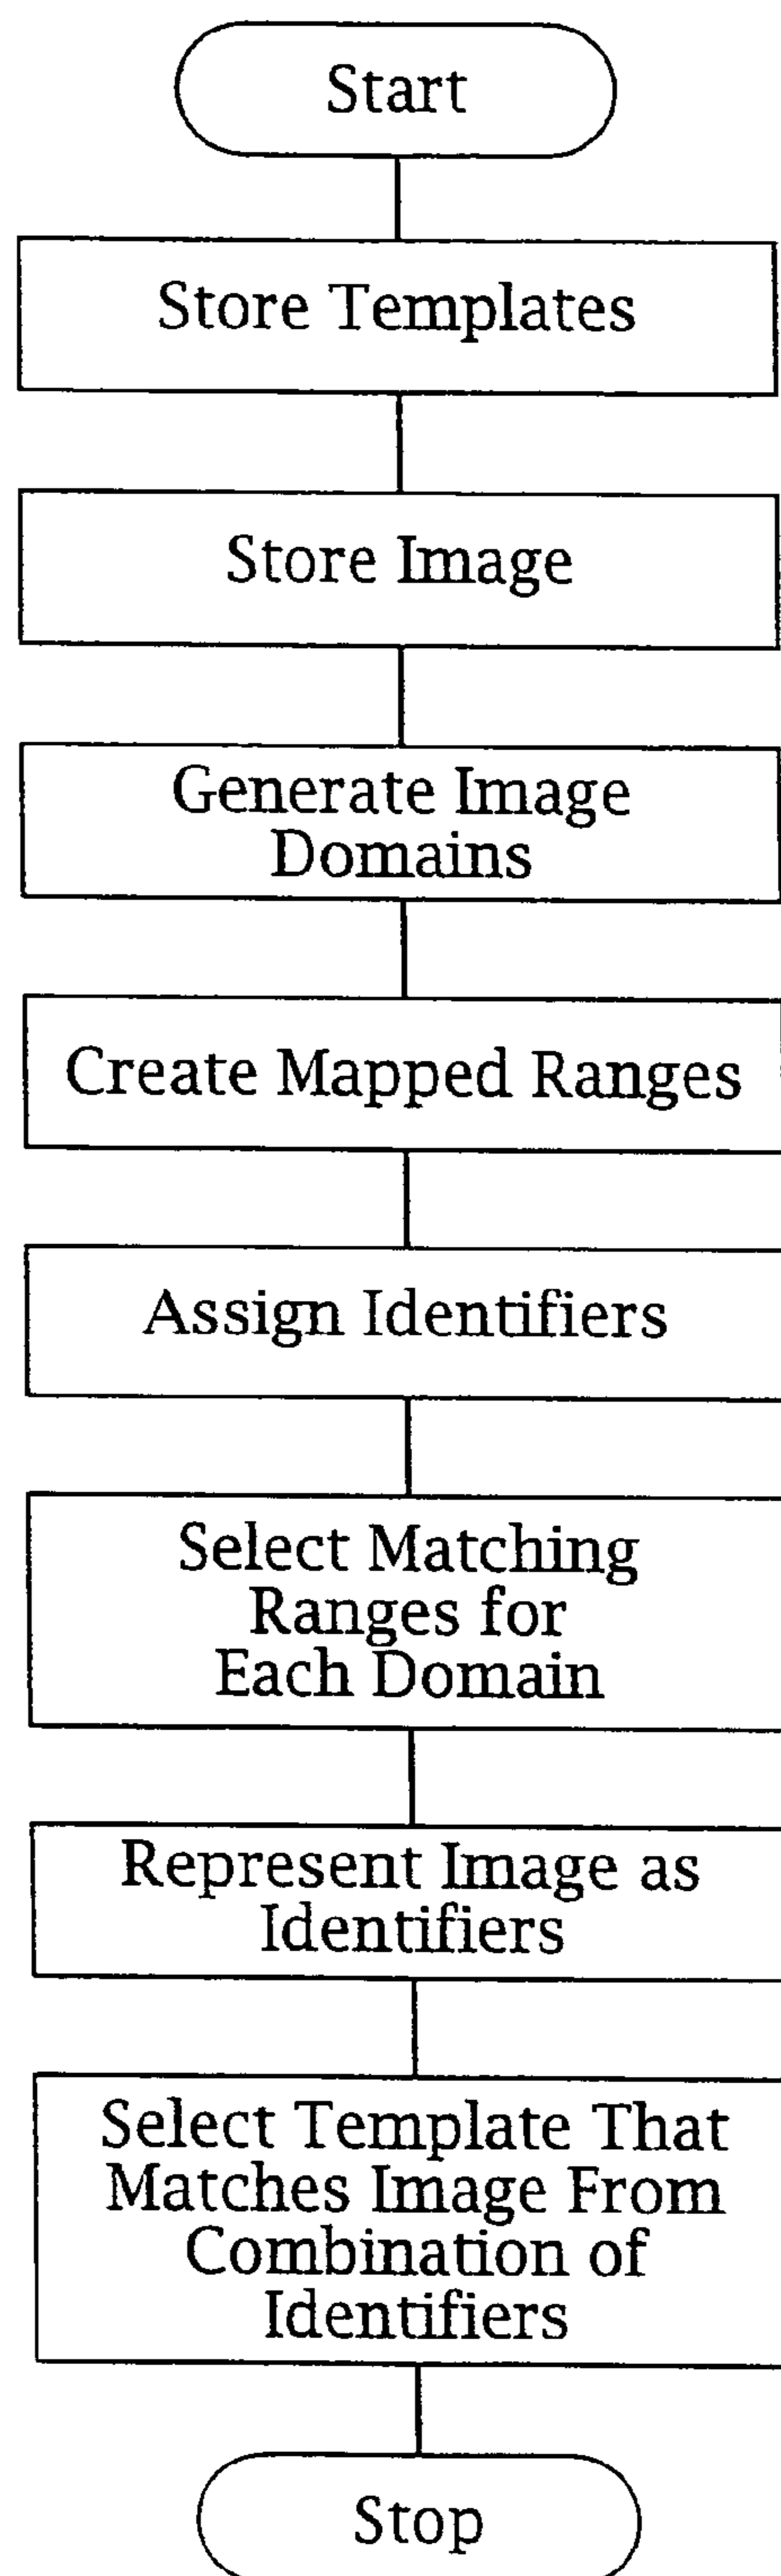 Start
Store Templates
Store Image
Generate Image
Domains
Create Mapped Ranges
Assign Identifiers
Select Matching
Ranges for
Each Domain
Represent Image as
Identifiers
Select Template That
Matches Image From
Combination of
Identifiers
Stop